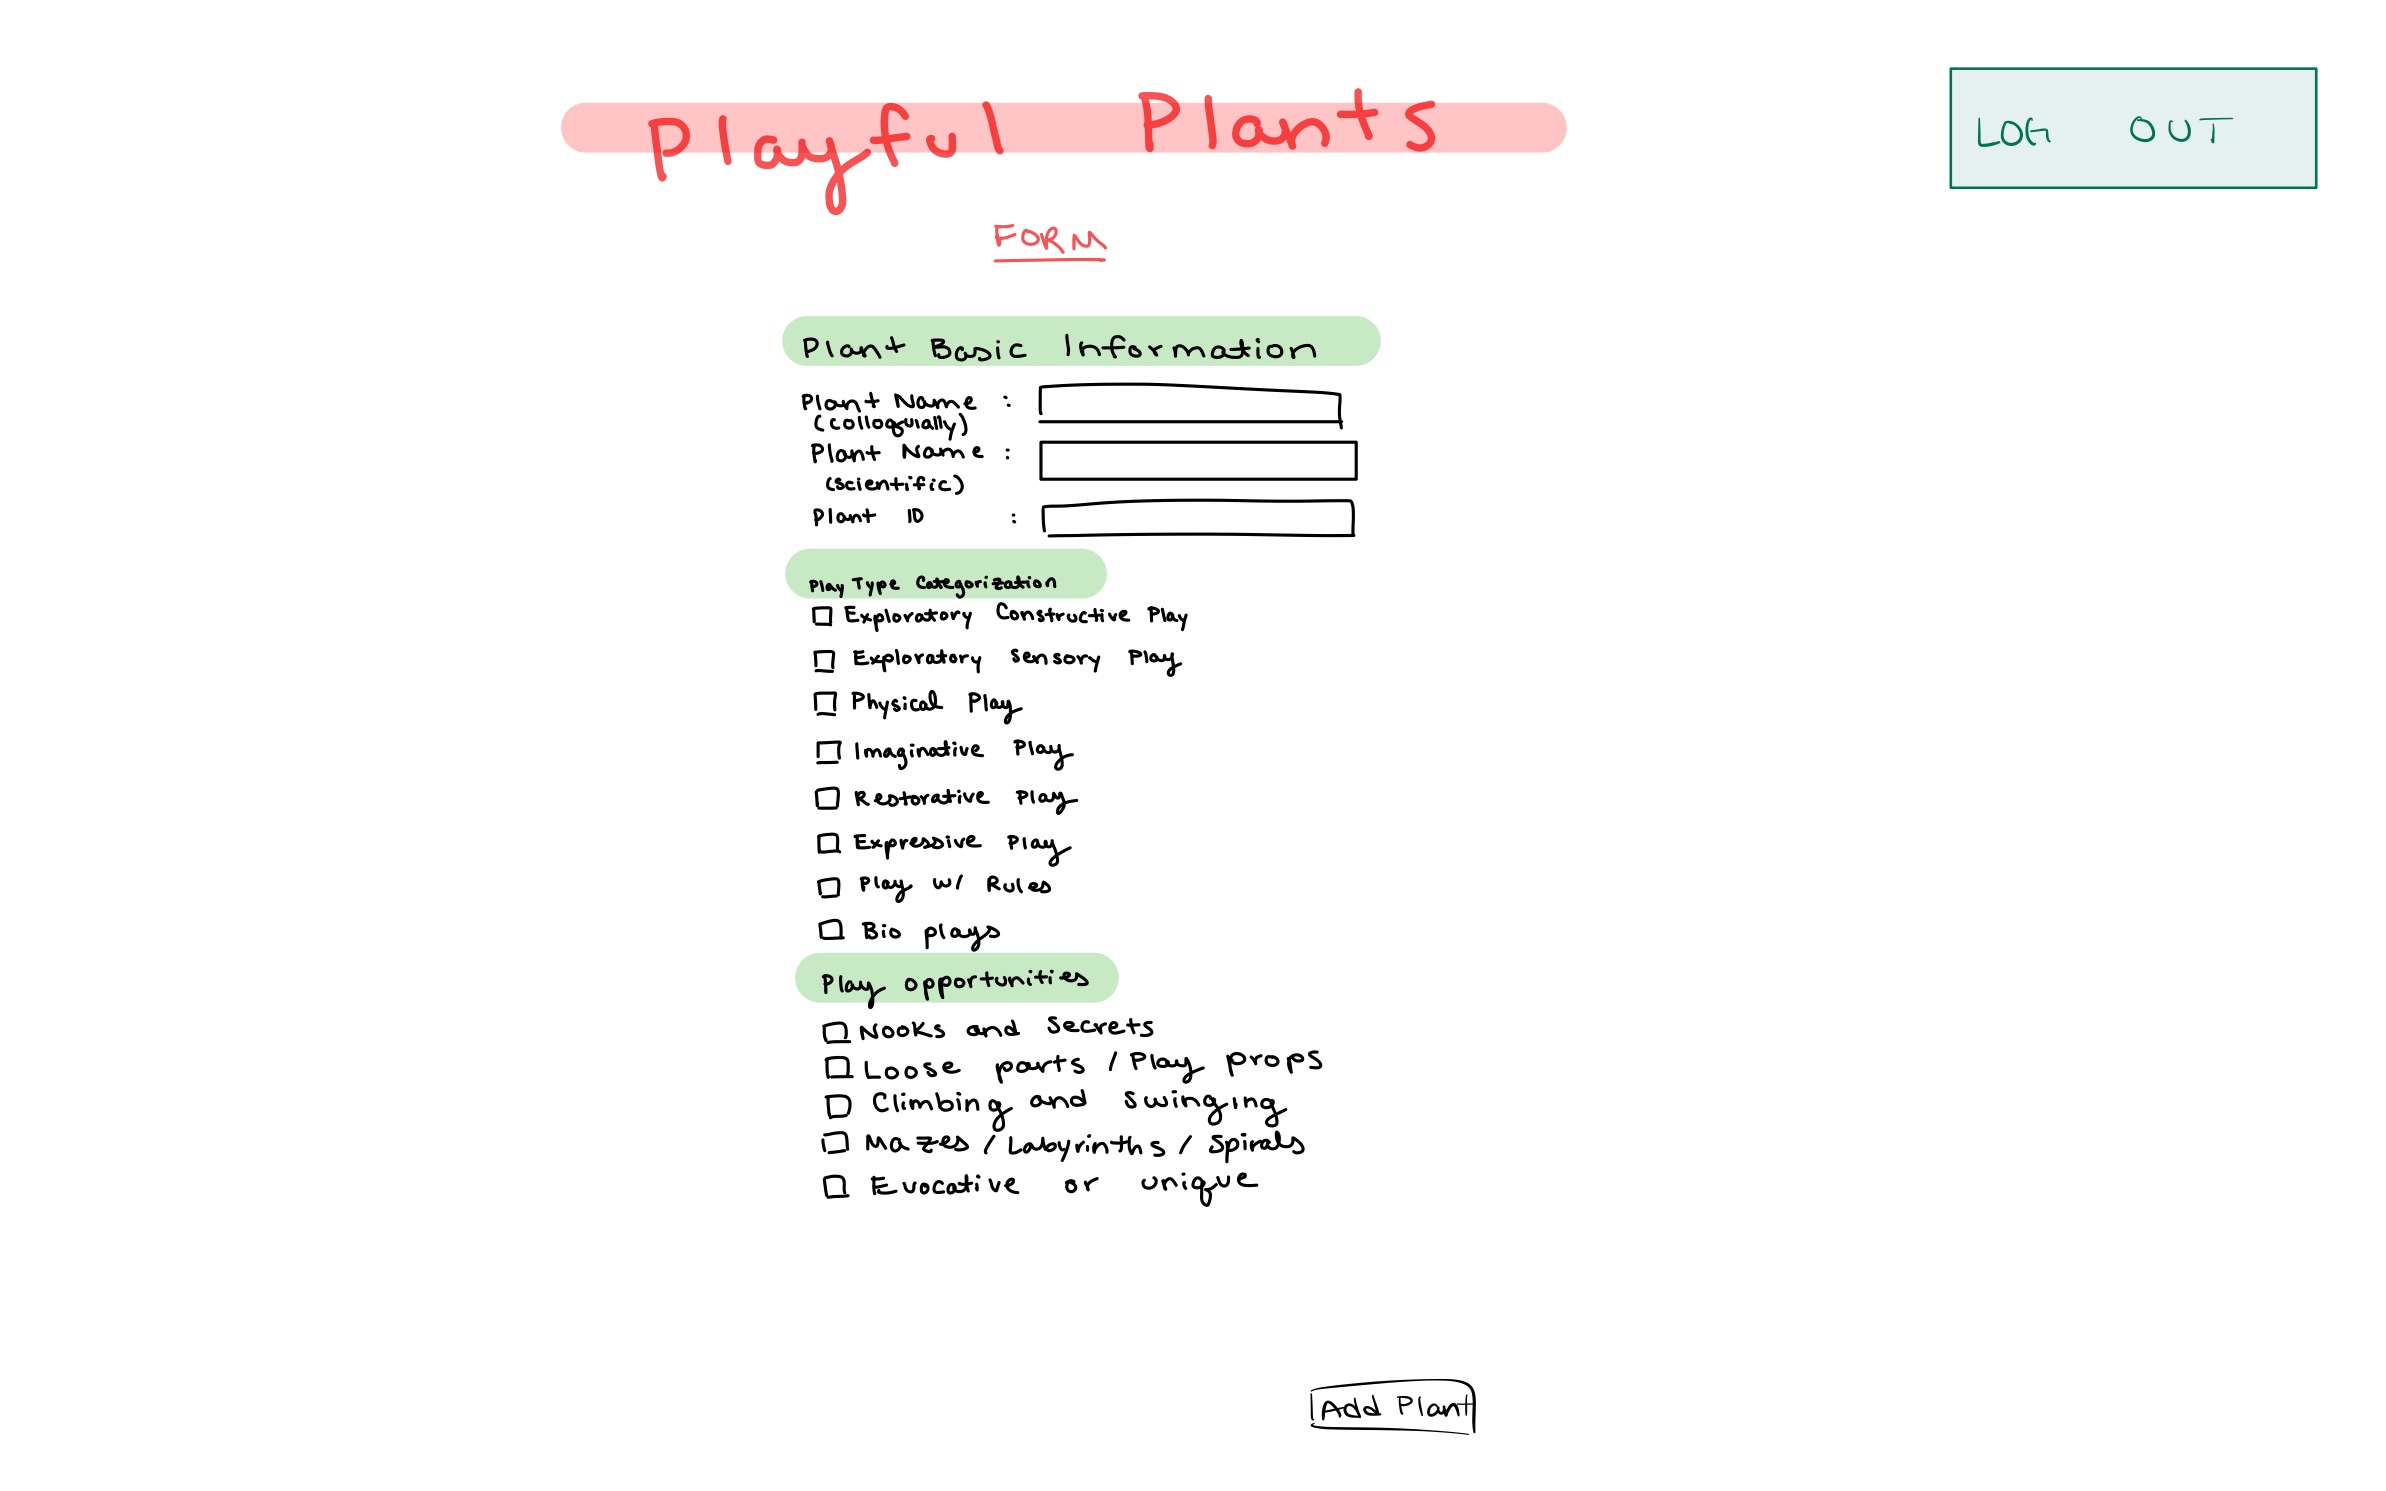 Playful Plants
LOG OUT
FORM
Plant Basic Information
Plant Name :
(colloquially)
Plant Name :
(scientific)
Plant ID :
Play Type Categorization
Exploratory Constructive Play
Exploratory Sensory Play
Physical Play
Imaginative Play
Restorative Play
Expressive Play
Play w/ Rules
Bio plays
Play opportunities
Nooks and Secrets
Loose parts / Play props
Climbing and swinging
Mazes / Labyrinths / Spirals
Evocative or unique
Add Plant